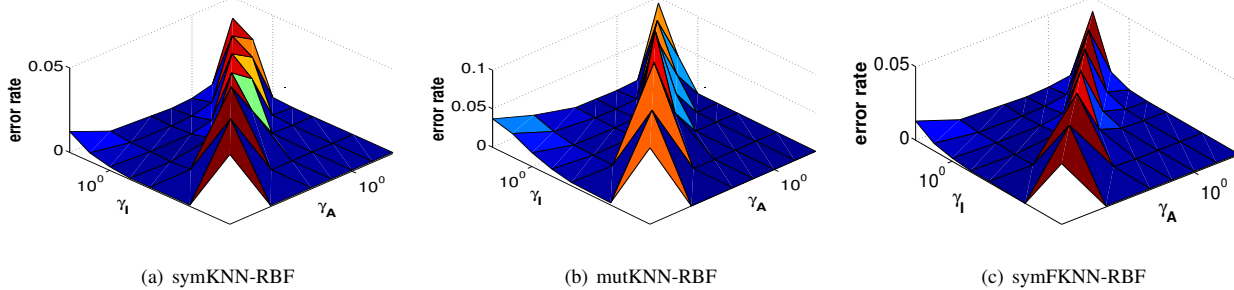 0.05
0
error rate
10⁰
γI
10⁰
γA
(a) symKNN-RBF
0.1
0.05
0
error rate
10⁰
γI
10⁰
γA
(b) mutKNN-RBF
0.05
0
error rate
10⁰
γI
10⁰
γA
(c) symFKNN-RBF